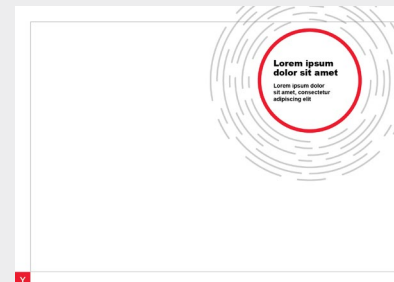 Lorem ipsum
dolor sit amet
Lorem ipsum dolor
sit amet, consectetur
adipiscing elit
X